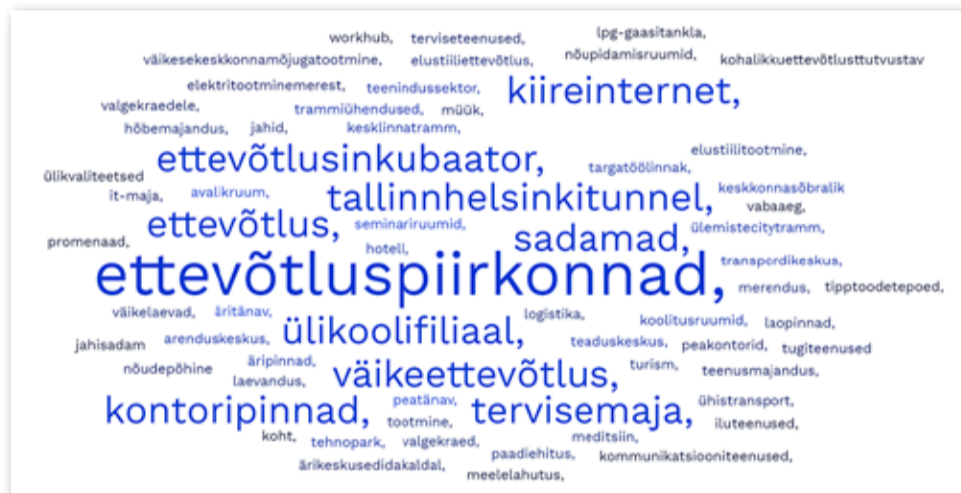 workhub, terviseteenused, lpg-gaasitankla,
väikesekeskkonnamõjugatootmine, elustiiliettevõtlus, nõupidamisruumid, kohalikkuettevõtlusttutvustav
elektritootminemerest, teenindussektor, kiireinternet,
valgekraedele, trammiühendused, müük,
hõbemajandus, jahid, kesklinnatramm,
ettevõtlusinkubaator, elustiilitootmine,
ülikvaliteetsed targatöölinnak,
it-maja, avalikruum, tallinnhelsinkitunnel, keskkonnasõbralik
vabaaeg,
ettevõtlus, seminariruumid, sadamad, ülemistecitytramm,
promenaad, hotell,
ettevõtluspiirkonnad, transpordikeskus,
merendus, tipptoodetepoed,
väikelaevad, äritänav, logistika,
ülikoolifiliaal, koolitusruumid, laopinnad,
jahisadam arenduskeskus, teaduskeskus, peakontorid, tugiteenused
nõudepõhine äripinnad, väikeettevõtlus, turism, teenusmajandus,
laevandus,
kontoripinnad, peatänav, tervisemaja, ühistransport,
tootmine, iluteenused,
koht, tehnopark, valgekraed, meditsiin,
paadiehitus, kommunikatsiooniteenused,
ärikeskusedidakaldal, meelelahutus,